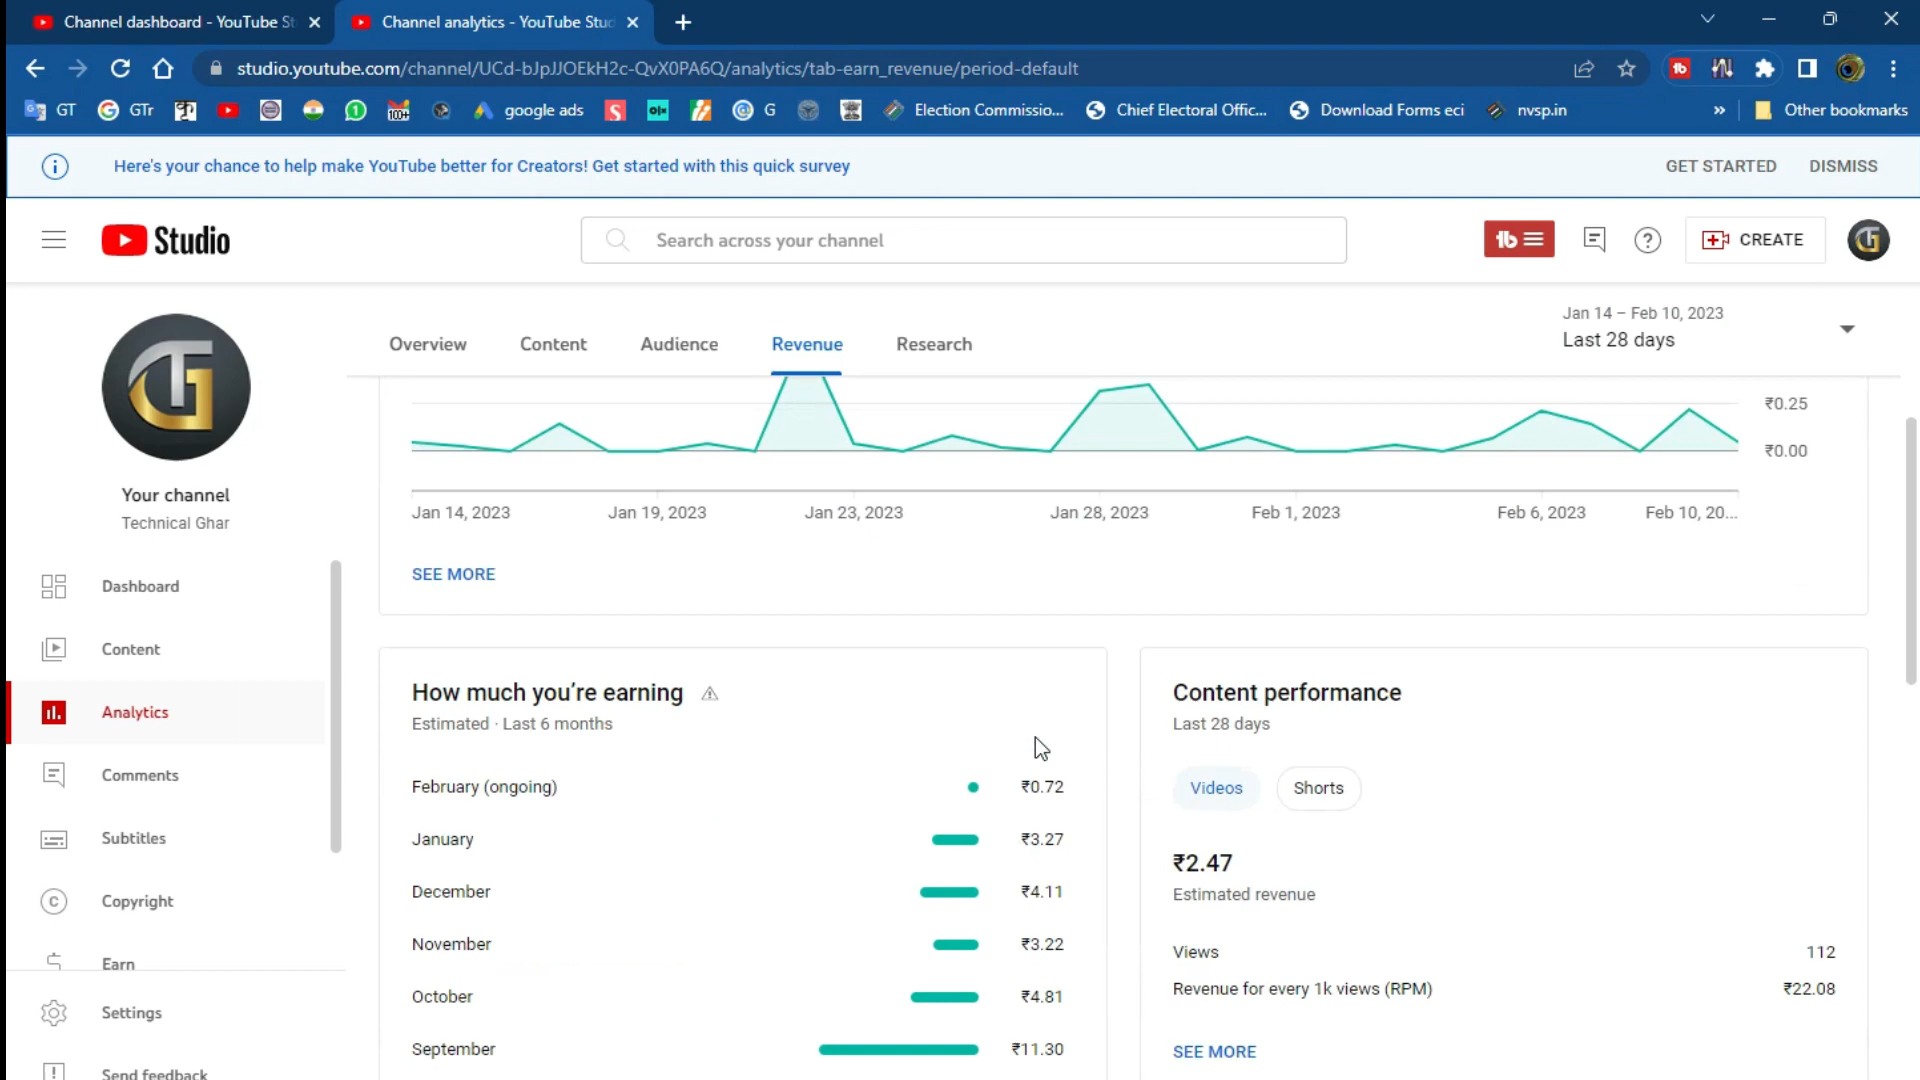 Channel dashboard - YouTube St
Channel analytics - YouTube Stud
studio.youtube.com/channel/UCd-bJpJJOEkH2c-QvX0PA6Q/analytics/tab-earn_revenue/period-default
GT
GTr
100+
google ads
S
olx
G
Election Commissio...
Chief Electoral Offic...
Download Forms eci
nvsp.in
»
Other bookmarks
Here's your chance to help make YouTube better for Creators! Get started with this quick survey
GET STARTED
DISMISS
Studio
Search across your channel
CREATE
Jan 14 – Feb 10, 2023
Last 28 days
Overview
Content
Audience
Revenue
Research
₹0.25
₹0.00
Jan 14, 2023
Jan 19, 2023
Jan 23, 2023
Jan 28, 2023
Feb 1, 2023
Feb 6, 2023
Feb 10, 20...
SEE MORE
Your channel
Technical Ghar
Dashboard
Content
Analytics
Comments
Subtitles
Copyright
Earn
Settings
Send feedback
How much you’re earning
Estimated · Last 6 months
February (ongoing) ₹0.72
January ₹3.27
December ₹4.11
November ₹3.22
October ₹4.81
September ₹11.30
Content performance
Last 28 days
Videos
Shorts
₹2.47
Estimated revenue
Views 112
Revenue for every 1k views (RPM) ₹22.08
SEE MORE